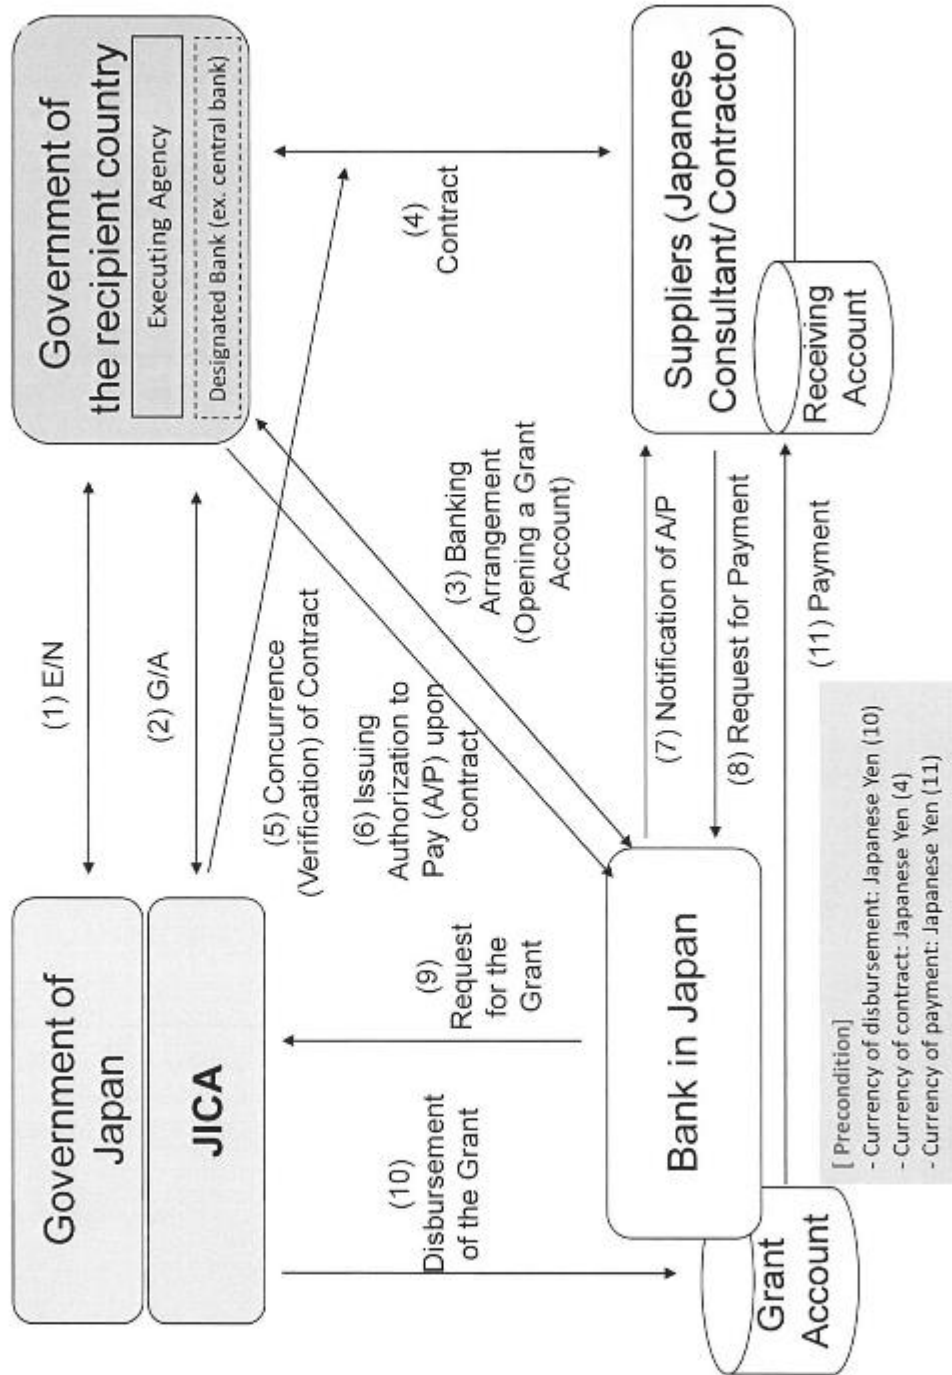 Government of
Japan
JICA
(1) E/N
(2) G/A
Government of
the recipient country
Executing Agency
Designated Bank (ex. central bank)
(5) Concurrence
(Verification) of Contract
(6) Issuing
Authorization to
Pay (A/P) upon
contract
(9)
Request
for the
Grant
(10)
Disbursement
of the Grant
(3) Banking
Arrangement
(Opening a Grant
Account)
(4)
Contract
Bank in Japan
Grant
Account
(7) Notification of A/P
(8) Request for Payment
(11) Payment
Suppliers (Japanese
Consultant/ Contractor)
Receiving
Account
[ Precondition]
- Currency of disbursement: Japanese Yen (10)
- Currency of contract: Japanese Yen (4)
- Currency of payment: Japanese Yen (11)